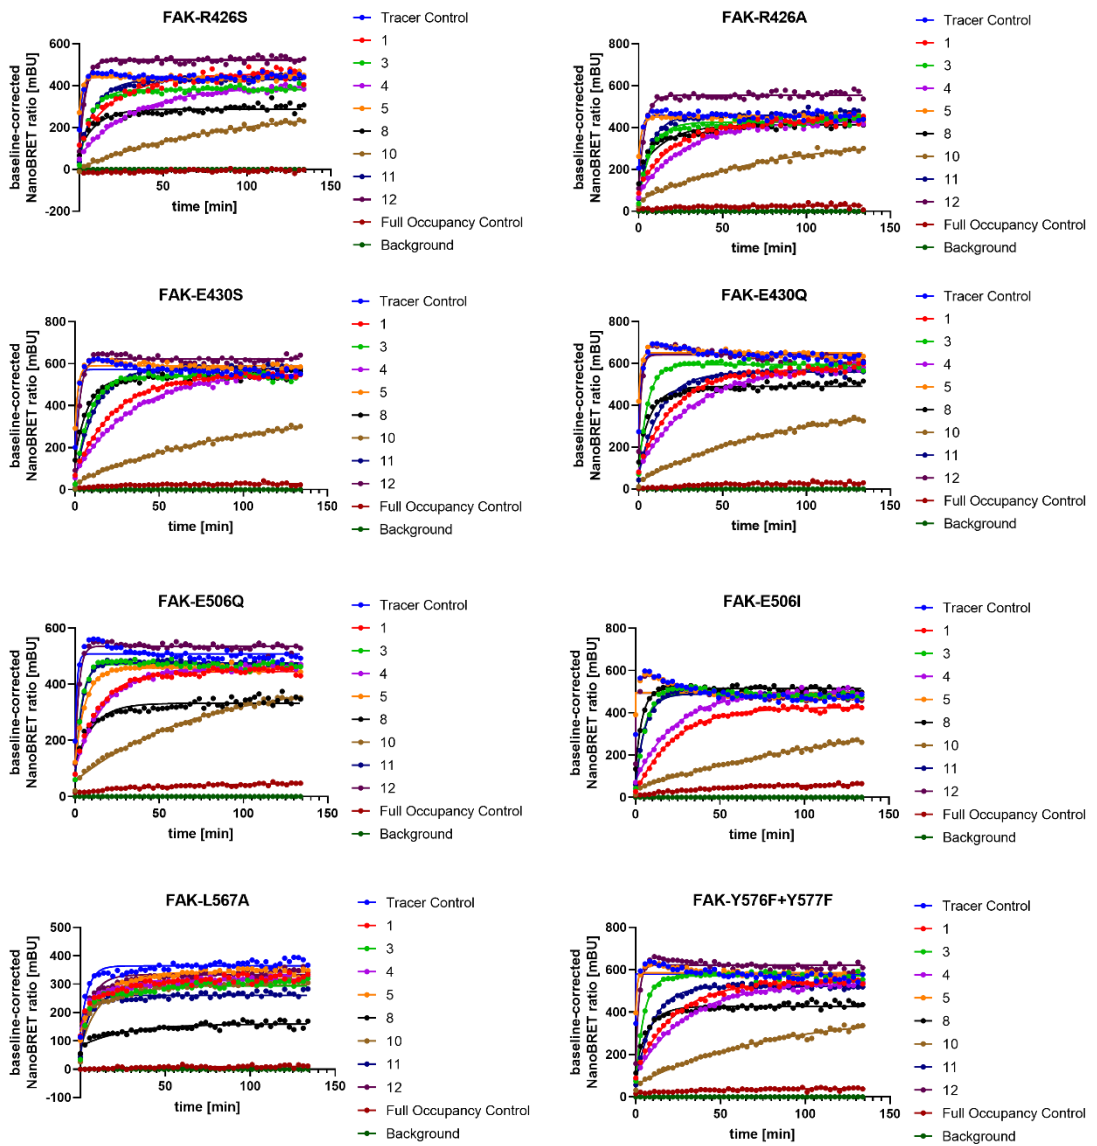 FAK-R426S
baseline-corrected
NanoBRET ratio [mBU]
600
400
200
0
-200
50
100
150
time [min]
Tracer Control
1
3
4
5
8
10
11
12
Full Occupancy Control
Background
FAK-R426A
baseline-corrected
NanoBRET ratio [mBU]
800
600
400
200
0
0
50
100
150
time [min]
Tracer Control
1
3
4
5
8
10
11
12
Full Occupancy Control
Background
FAK-E430S
baseline-corrected
NanoBRET ratio [mBU]
800
600
400
200
0
0
50
100
150
time [min]
Tracer Control
1
3
4
5
8
10
11
12
Full Occupancy Control
Background
FAK-E430Q
baseline-corrected
NanoBRET ratio [mBU]
800
600
400
200
0
0
50
100
150
time [min]
Tracer Control
1
3
4
5
8
10
11
12
Full Occupancy Control
Background
FAK-E506Q
baseline-corrected
NanoBRET ratio [mBU]
600
400
200
0
0
50
100
150
time [min]
Tracer Control
1
3
4
5
8
10
11
12
Full Occupancy Control
Background
FAK-E506I
baseline-corrected
NanoBRET ratio [mBU]
800
600
400
200
0
0
50
100
150
time [min]
Tracer Control
1
3
4
5
8
10
11
12
Full Occupancy Control
Background
FAK-L567A
baseline-corrected
NanoBRET ratio [mBU]
500
400
300
200
100
0
-100
50
100
150
time [min]
Tracer Control
1
3
4
5
8
10
11
12
Full Occupancy Control
Background
FAK-Y576F+Y577F
baseline-corrected
NanoBRET ratio [mBU]
800
600
400
200
0
0
50
100
150
time [min]
Tracer Control
1
3
4
5
8
10
11
12
Full Occupancy Control
Background